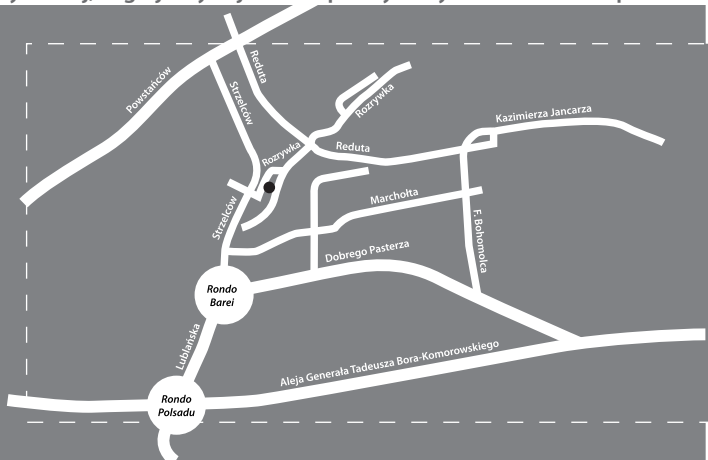 Powstańców
Reduta
Strzelców
Rozrywka
Kazimierza Jancarza
Rozrywka
Reduta
Marchołta
Strzelców
F. Bohomolca
Dobrego Pasterza
Rondo
Barei
Lublańska
Aleja Generała Tadeusza Bora-Komorowskiego
Rondo
Polsadu